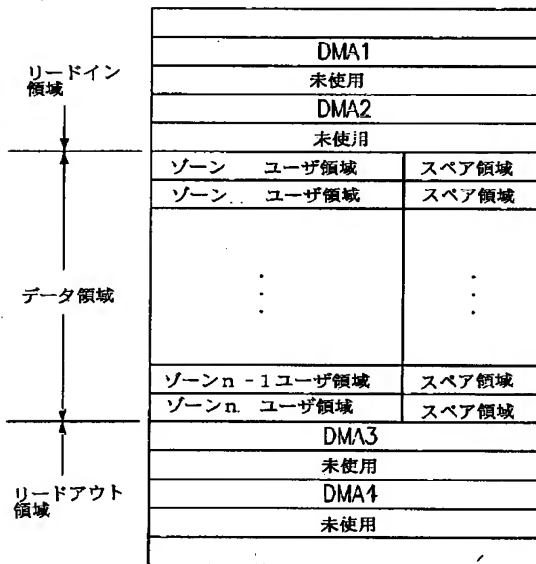 DMA1
リードイン
領域
未使用
DMA2
未使用
ゾーン ユーザ領域 スペア領域
ゾーン ユーザ領域 スペア領域
データ領域
ゾーンn-1ユーザ領域 スペア領域
ゾーンn ユーザ領域 スペア領域
DMA3
未使用
リードアウト
領域
DMA4
未使用